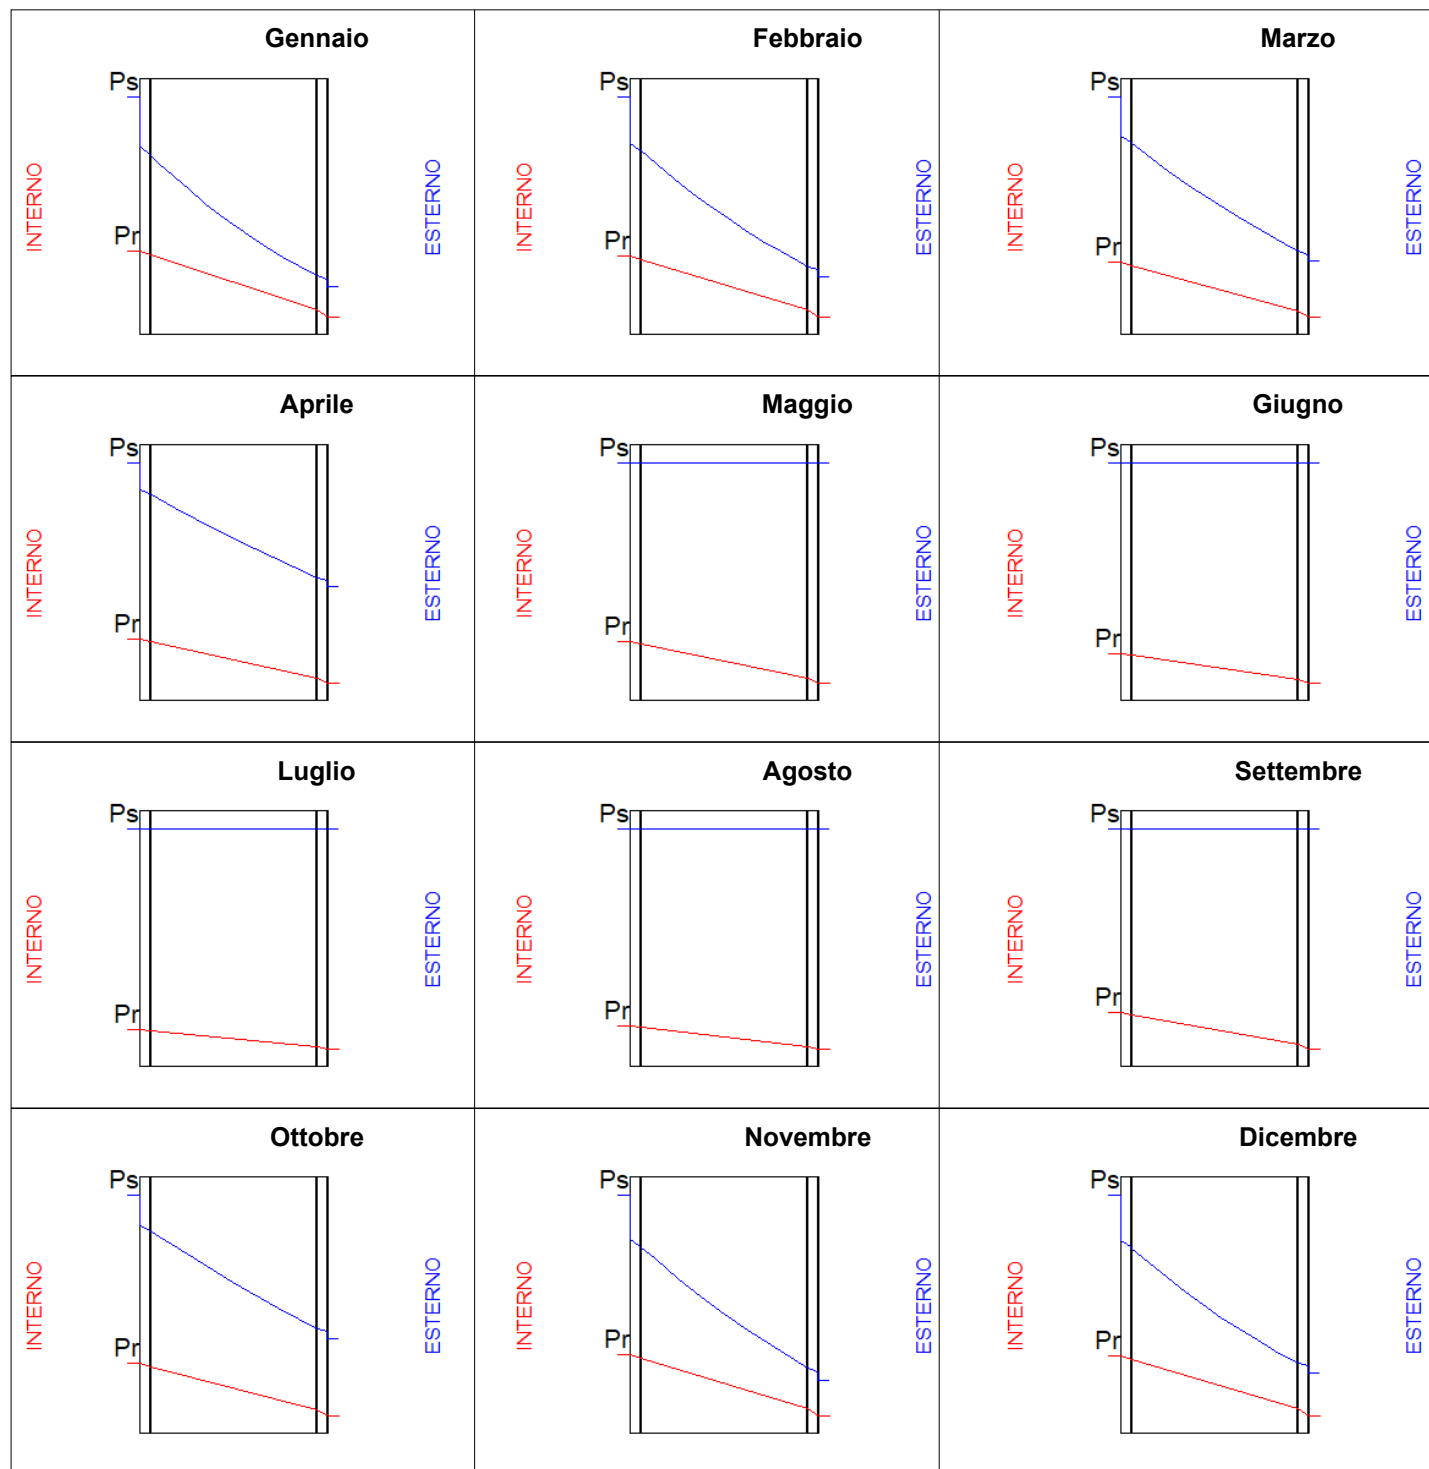 Gennaio
Ps
Pr
INTERNO
ESTERNO
Febbraio
Ps
Pr
INTERNO
ESTERNO
Marzo
Ps
Pr
INTERNO
ESTERNO
Aprile
Ps
Pr
INTERNO
ESTERNO
Maggio
Ps
Pr
INTERNO
ESTERNO
Giugno
Ps
Pr
INTERNO
ESTERNO
Luglio
Ps
Pr
INTERNO
ESTERNO
Agosto
Ps
Pr
INTERNO
ESTERNO
Settembre
Ps
Pr
INTERNO
ESTERNO
Ottobre
Ps
Pr
INTERNO
ESTERNO
Novembre
Ps
Pr
INTERNO
ESTERNO
Dicembre
Ps
Pr
INTERNO
ESTERNO